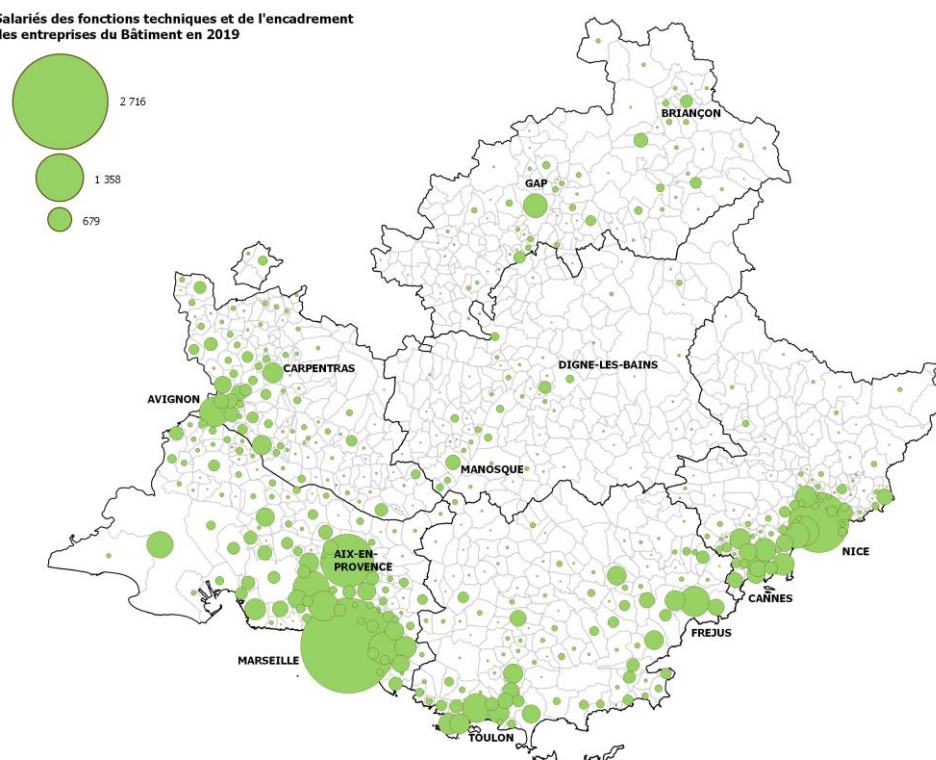 Salariés des fonctions techniques et de l'encadrement
des entreprises du Bâtiment en 2019
2 716
1 358
679
BRIANÇON
GAP
DIGNE-LES-BAINS
CARPENTRAS
AVIGNON
MANOSQUE
AIX-EN-
PROVENCE
NICE
CANNES
FREJUS
MARSEILLE
TOULON